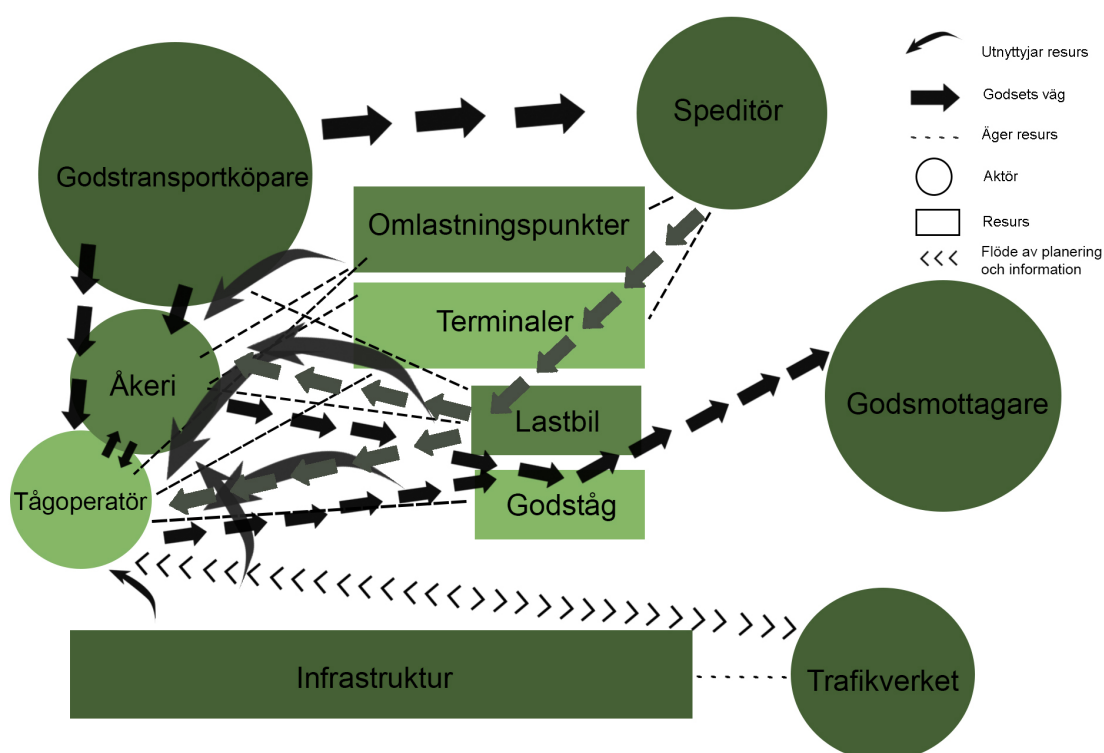 Godstransportköpare
Speditör
Omlastningspunkter
Terminaler
Åkeri
Lastbil
Tågoperatör
Godståg
Godsmottagare
Infrastruktur
Trafikverket
Utnyttyjar resurs
Godsets väg
Äger resurs
Aktör
Resurs
Flöde av planering
och information